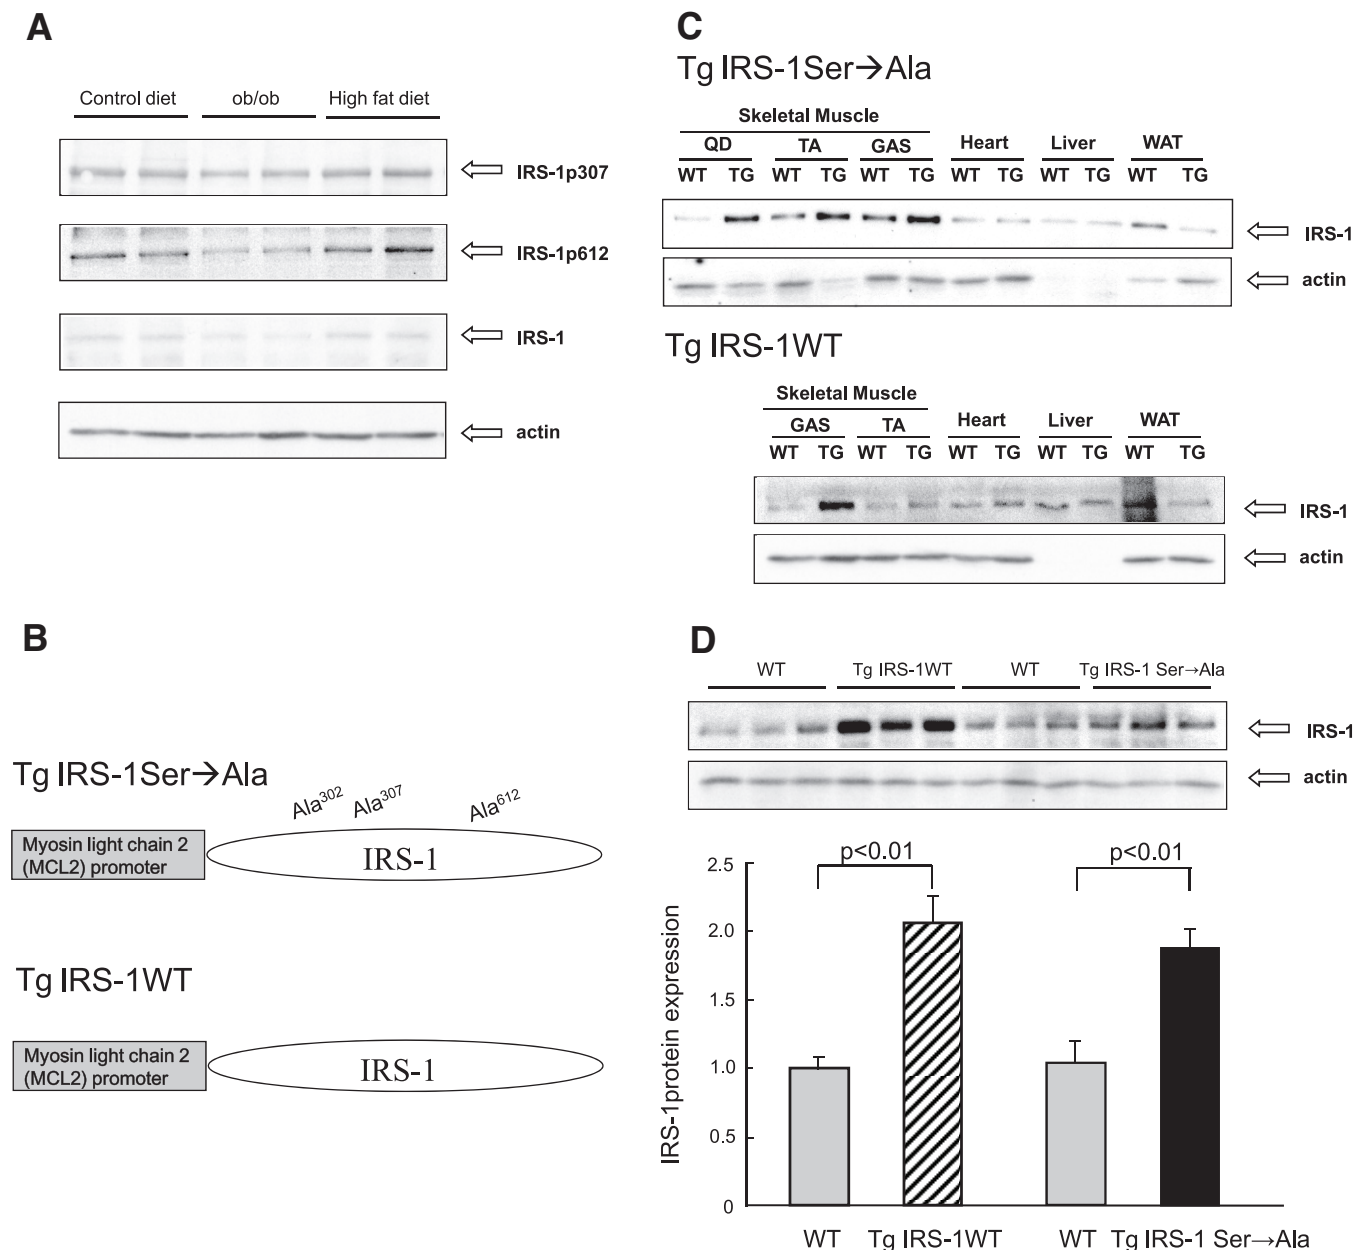 A
Control diet ob/ob High fat diet
IRS-1p307
IRS-1p612
IRS-1
actin
B
Tg IRS-1Ser→Ala
Ala302 Ala307 Ala612
Myosin light chain 2
(MCL2) promoter
IRS-1
Tg IRS-1WT
Myosin light chain 2
(MCL2) promoter
IRS-1
C
Tg IRS-1Ser→Ala
Skeletal Muscle
QD TA GAS Heart Liver WAT
WT TG WT TG WT TG WT TG WT TG WT TG
IRS-1
actin
Tg IRS-1WT
Skeletal Muscle
GAS TA Heart Liver WAT
WT TG WT TG WT TG WT TG WT TG
IRS-1
actin
D
WT Tg IRS-1WT WT Tg IRS-1 Ser→Ala
IRS-1
actin
IRS-1protein expression
2.5
2.0
1.5
1.0
0.5
0
p<0.01 p<0.01
WT Tg IRS-1WT WT Tg IRS-1 Ser→Ala